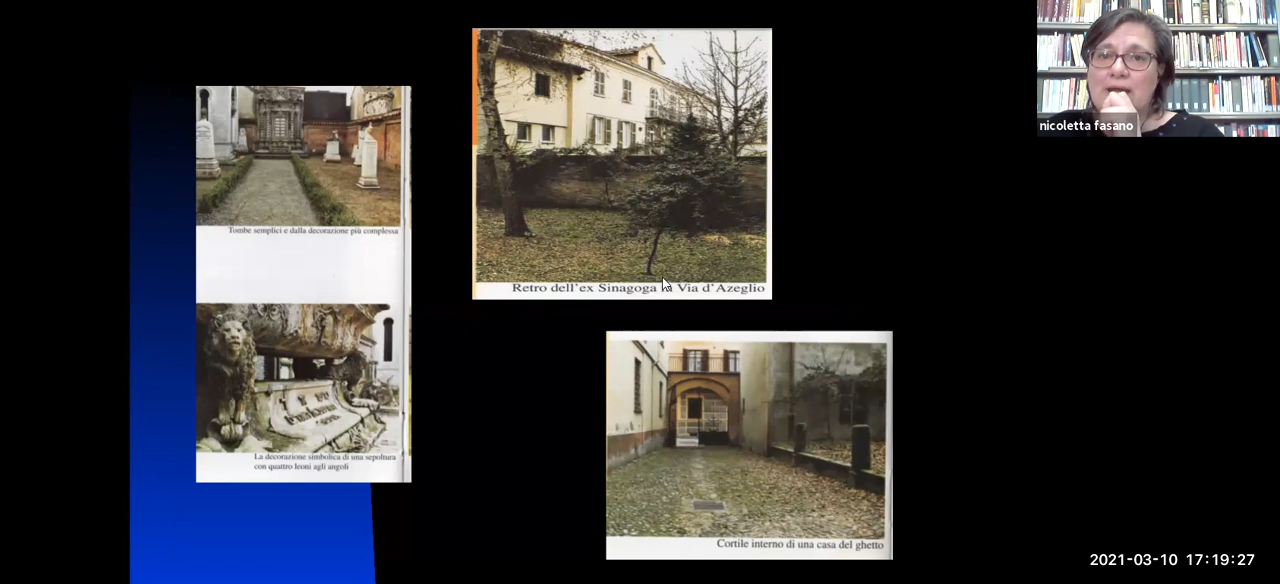 nicoletta fasano
Tombe semplici e dalla decorazione più complessa
Retro dell'ex Sinagoga Via d'Azeglio
La decorazione simbolica di una sepoltura
con quattro leoni agli angoli
Cortile interno di una casa del ghetto
2021-03-10 17:19:27